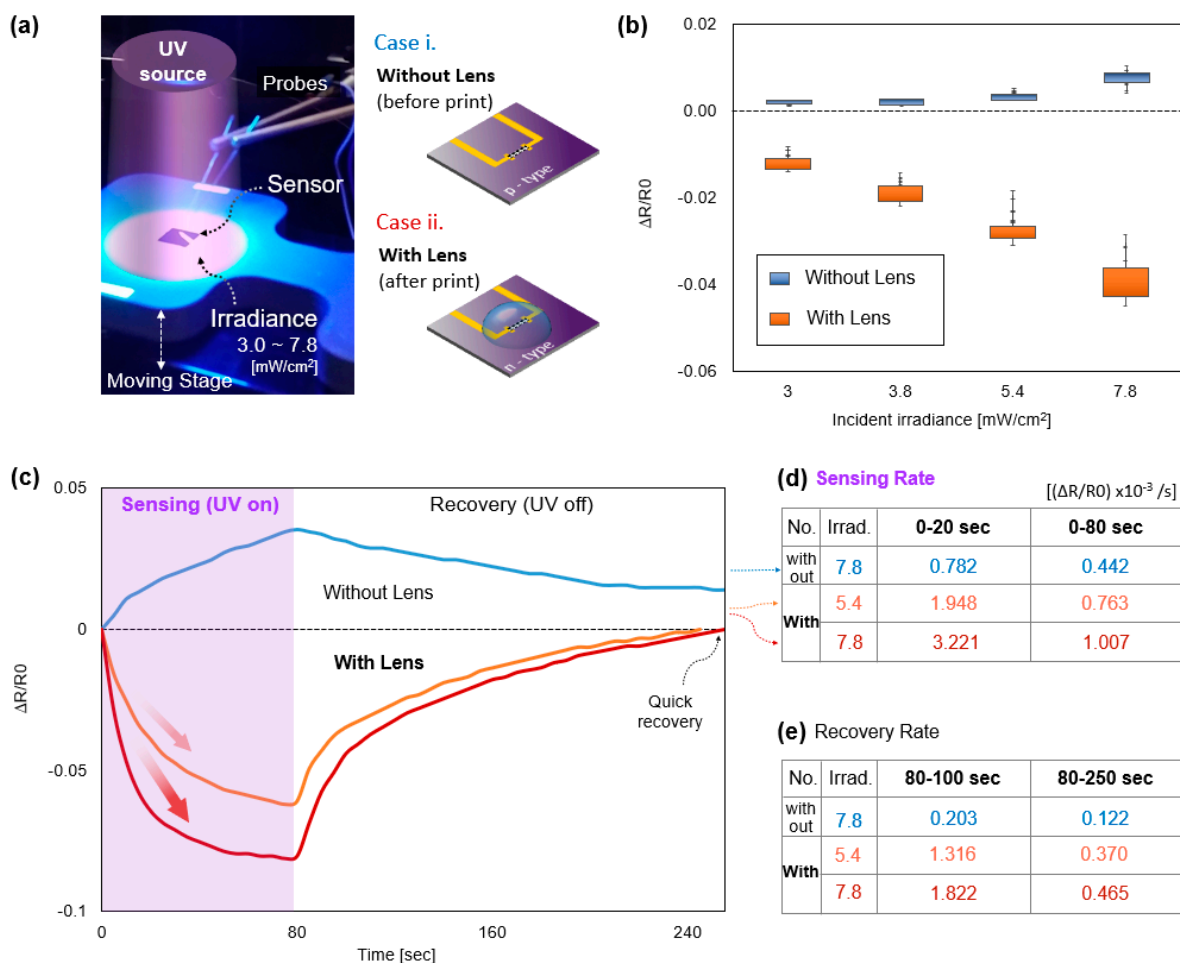 (a)
UV
source
Probes
Sensor
Irradiance
3.0 ~ 7.8
[mW/cm²]
Moving Stage
Case i.
Without Lens
(before print)
p - type
Case ii.
With Lens
(after print)
n - type
(b)
0.02
0.00
-0.02
-0.04
-0.06
ΔR/R0
Without Lens
With Lens
3 3.8 5.4 7.8
Incident irradiance [mW/cm²]
(c)
0.05
0
-0.05
-0.1
ΔR/R0
Sensing (UV on)
Recovery (UV off)
Without Lens
With Lens
Quick
recovery
0 80 160 240
Time [sec]
(d) Sensing Rate
[(ΔR/R0) x10⁻³ /s]
No. Irrad. 0-20 sec 0-80 sec
with
out 7.8 0.782 0.442
With 5.4 1.948 0.763
7.8 3.221 1.007
(e) Recovery Rate
No. Irrad. 80-100 sec 80-250 sec
with
out 7.8 0.203 0.122
With 5.4 1.316 0.370
7.8 1.822 0.465